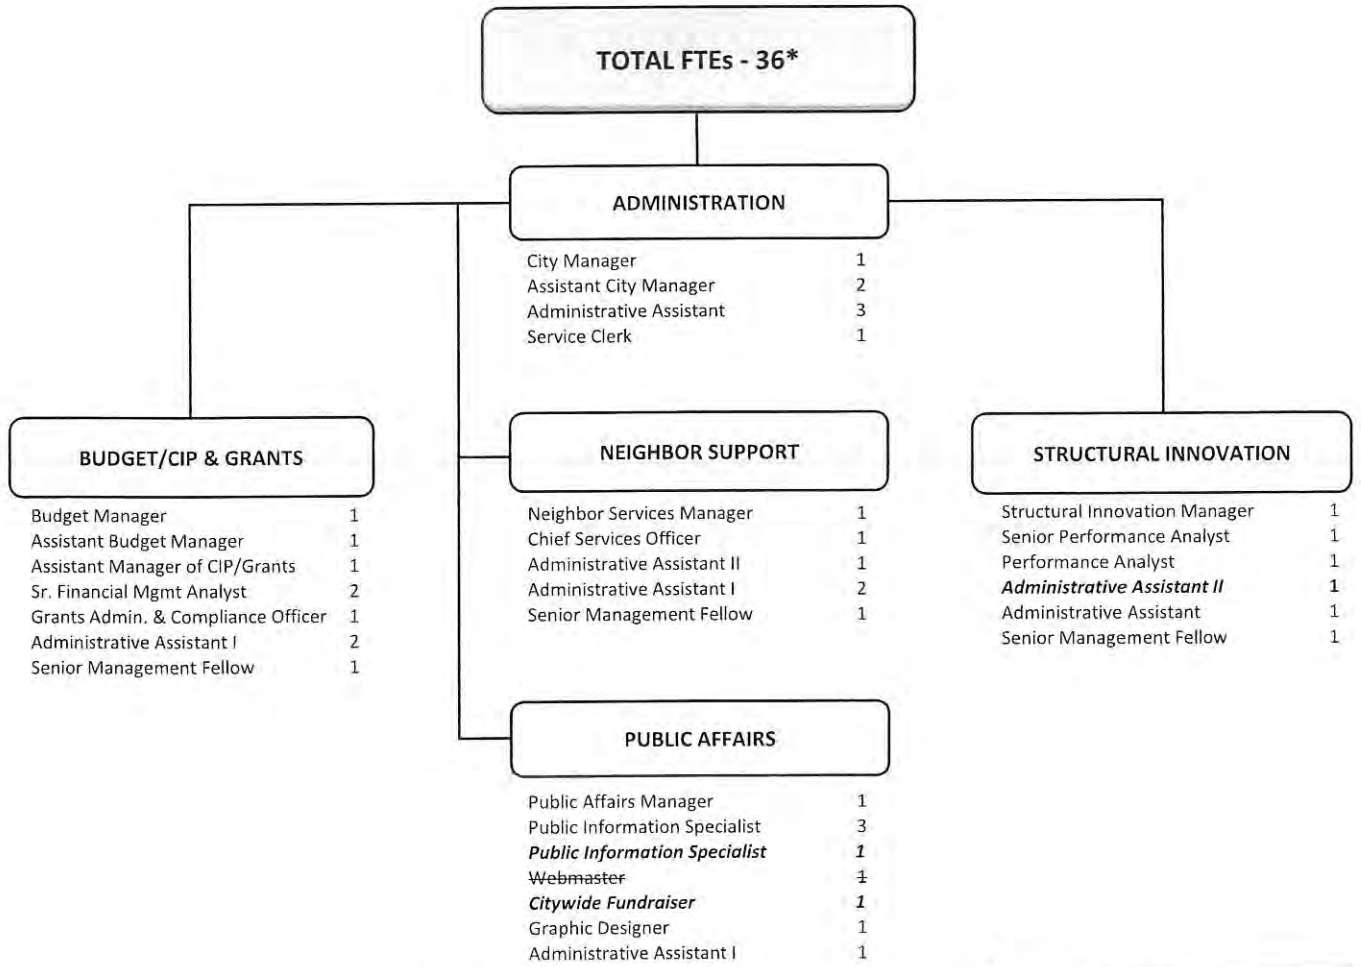 TOTAL FTEs - 36*
ADMINISTRATION
City Manager 1
Assistant City Manager 2
Administrative Assistant 3
Service Clerk 1
BUDGET/CIP & GRANTS
Budget Manager 1
Assistant Budget Manager 1
Assistant Manager of CIP/Grants 1
Sr. Financial Mgmt Analyst 2
Grants Admin. & Compliance Officer 1
Administrative Assistant I 2
Senior Management Fellow 1
NEIGHBOR SUPPORT
Neighbor Services Manager 1
Chief Services Officer 1
Administrative Assistant II 1
Administrative Assistant I 2
Senior Management Fellow 1
STRUCTURAL INNOVATION
Structural Innovation Manager 1
Senior Performance Analyst 1
Performance Analyst 1
Administrative Assistant II 1
Administrative Assistant 1
Senior Management Fellow 1
PUBLIC AFFAIRS
Public Affairs Manager 1
Public Information Specialist 3
Public Information Specialist 1
Webmaster 1
Citywide Fundraiser 1
Graphic Designer 1
Administrative Assistant I 1